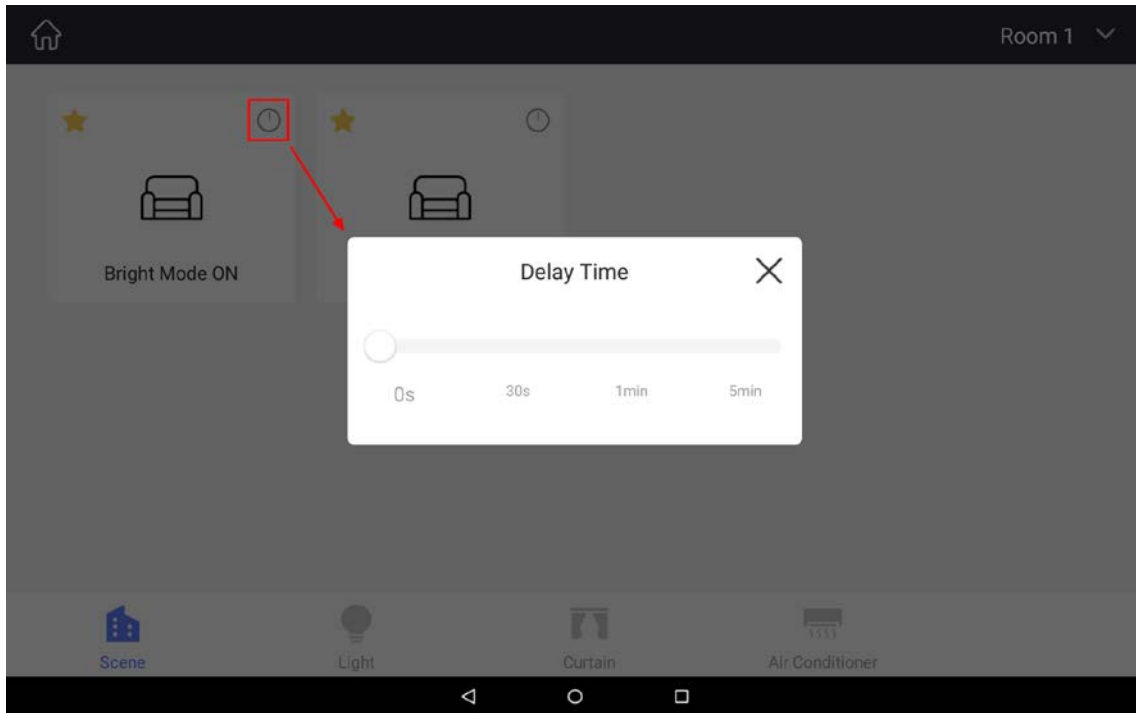 Room 1
Bright Mode ON
Delay Time
0s
30s
1min
5min
Scene
Light
Curtain
Air Conditioner